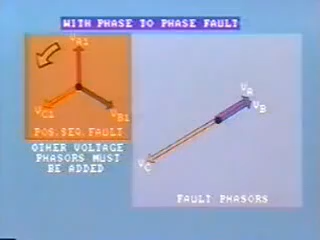 WITH PHASE TO PHASE FAULT
VA1
VC1
VB1
POS.SEQ.FAULT
OTHER VOLTAGE
PHASORS MUST
BE ADDED
VA
VB
VC
FAULT PHASORS